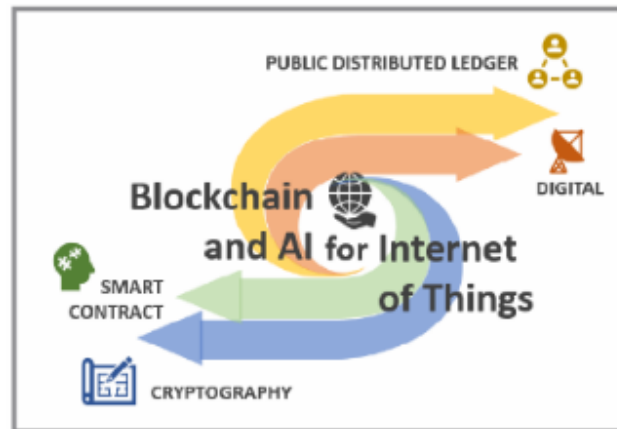 PUBLIC DISTRIBUTED LEDGER
DIGITAL
Blockchain
and AI for Internet
of Things
SMART
CONTRACT
CRYPTOGRAPHY